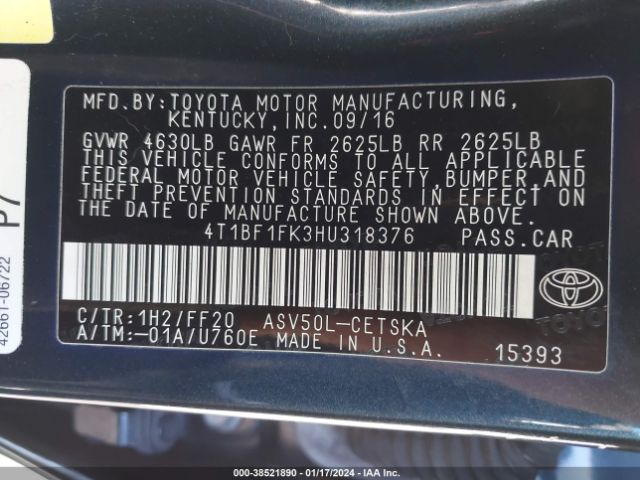 MFD.BY:TOYOTA MOTOR MANUFACTURING,
KENTUCKY,INC.09/16
GVWR 4630LB GAWR FR 2625LB RR 2625LB
THIS VEHICLE CONFORMS TO ALL APPLICABLE
FEDERAL MOTOR VEHICLE SAFETY,BUMPER,AND
THEFT PREVENTION STANDARDS IN EFFECT ON
THE DATE OF MANUFACTURE SHOWN ABOVE.
4T1BF1FK3HU318376 PASS.CAR
C/TR:1H2/FF20 ASV50L-CETSKA
A/TM:-01A/U760E MADE IN U.S.A. 15393
P7
42661-06722
000-38521890 - 01/17/2024 - IAA Inc.